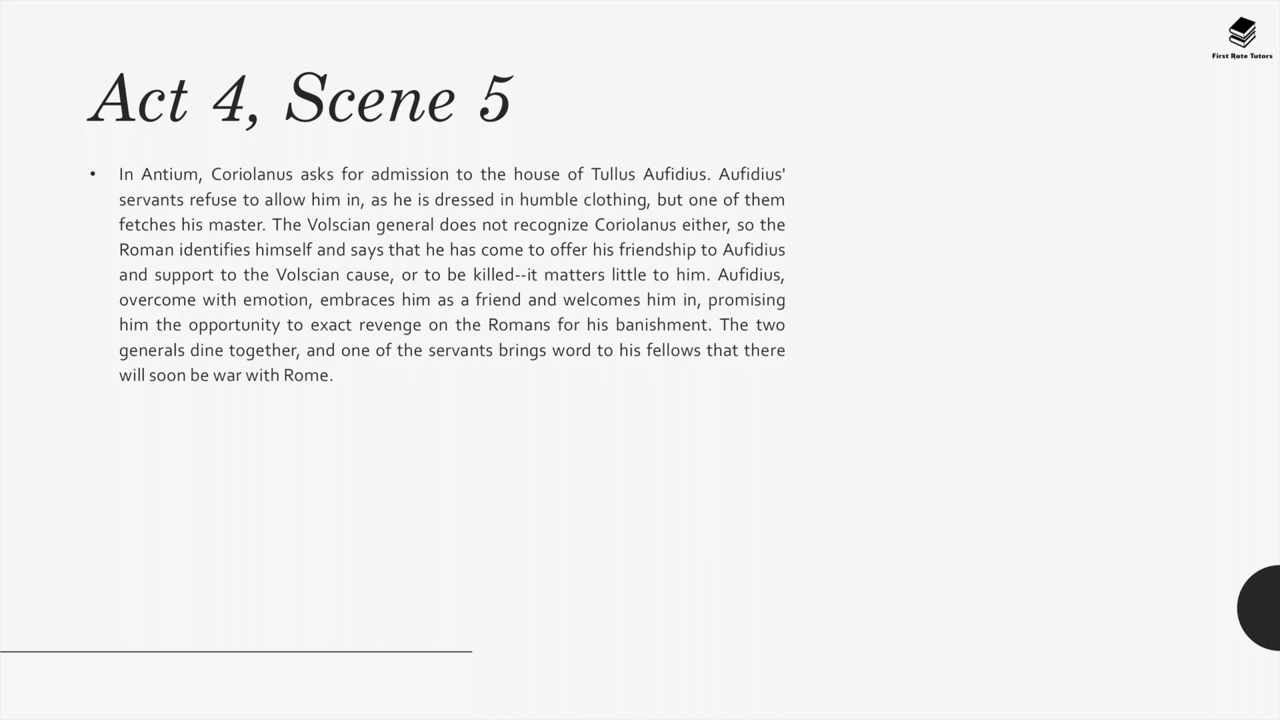 First Rate Tutors
Act 4, Scene 5
• In Antium, Coriolanus asks for admission to the house of Tullus Aufidius. Aufidius'
servants refuse to allow him in, as he is dressed in humble clothing, but one of them
fetches his master. The Volscian general does not recognize Coriolanus either, so the
Roman identifies himself and says that he has come to offer his friendship to Aufidius
and support to the Volscian cause, or to be killed--it matters little to him. Aufidius,
overcome with emotion, embraces him as a friend and welcomes him in, promising
him the opportunity to exact revenge on the Romans for his banishment. The two
generals dine together, and one of the servants brings word to his fellows that there
will soon be war with Rome.